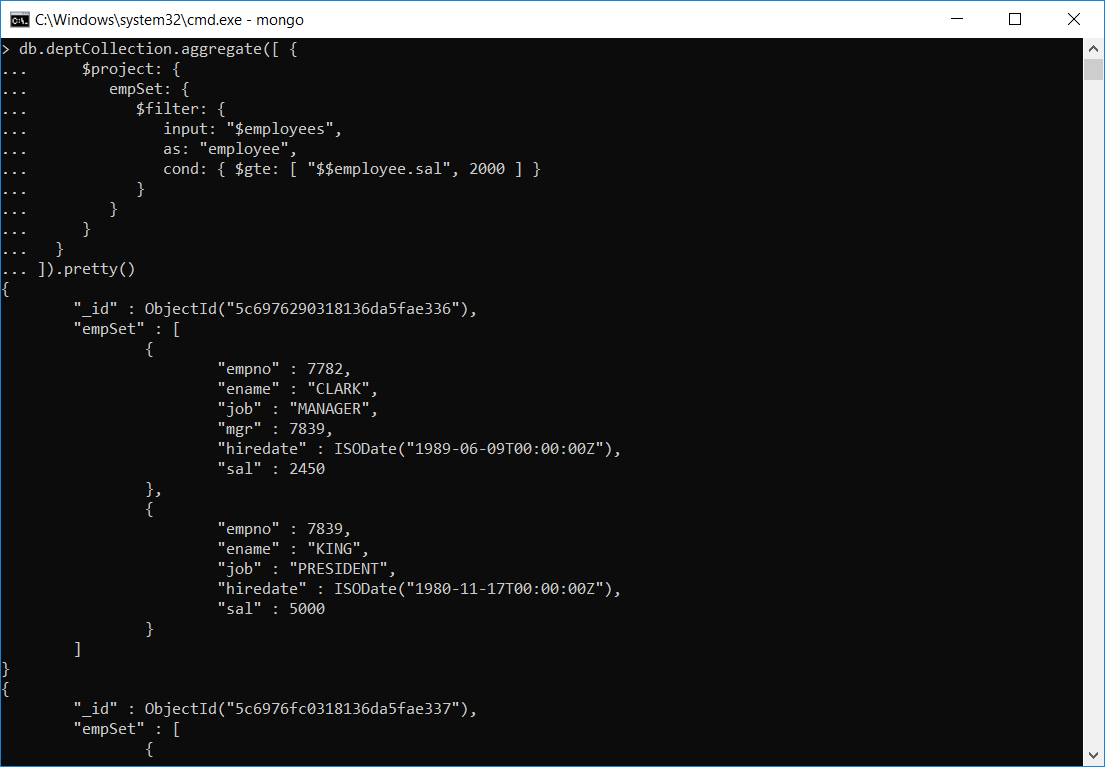 C:\Windows\system32\cmd.exe - mongo
> db.deptCollection.aggregate([ {
...      $project: {
...         empSet: {
...            $filter: {
...               input: "$employees",
...               as: "employee",
...               cond: { $gte: [ "$$employee.sal", 2000 ] }
...            }
...         }
...      }
...   }
... ]).pretty()
{
        "_id" : ObjectId("5c6976290318136da5fae336"),
        "empSet" : [
                {
                        "empno" : 7782,
                        "ename" : "CLARK",
                        "job" : "MANAGER",
                        "mgr" : 7839,
                        "hiredate" : ISODate("1989-06-09T00:00:00Z"),
                        "sal" : 2450
                },
                {
                        "empno" : 7839,
                        "ename" : "KING",
                        "job" : "PRESIDENT",
                        "hiredate" : ISODate("1980-11-17T00:00:00Z"),
                        "sal" : 5000
                }
        ]
}
{
        "_id" : ObjectId("5c6976fc0318136da5fae337"),
        "empSet" : [
                {